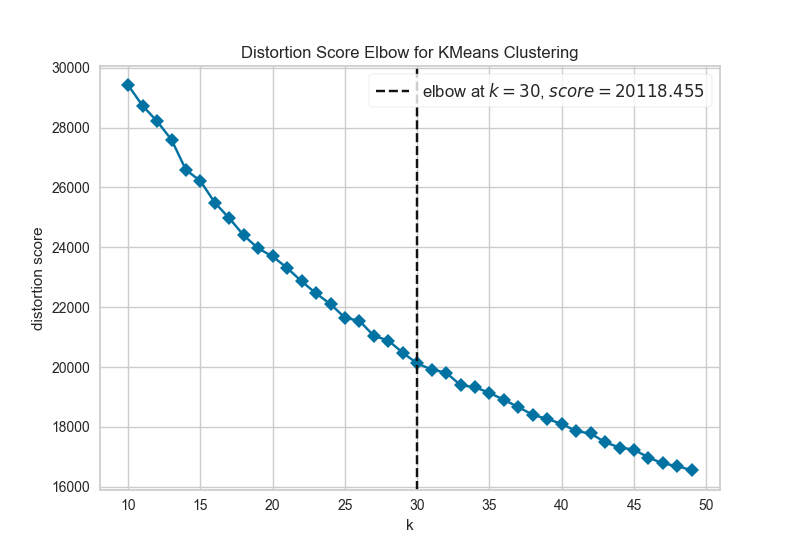 Distortion Score Elbow for KMeans Clustering
elbow at k = 30, score = 20118.455
distortion score
30000
28000
26000
24000
22000
20000
18000
16000
10 15 20 25 30 35 40 45 50
k